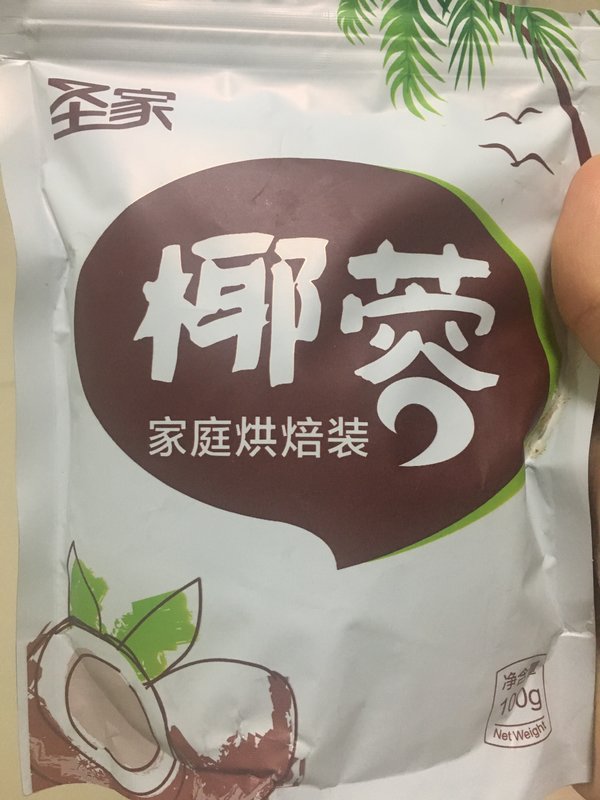 圣家
椰蓉
家庭烘焙装
净含量
100g
Net Weight